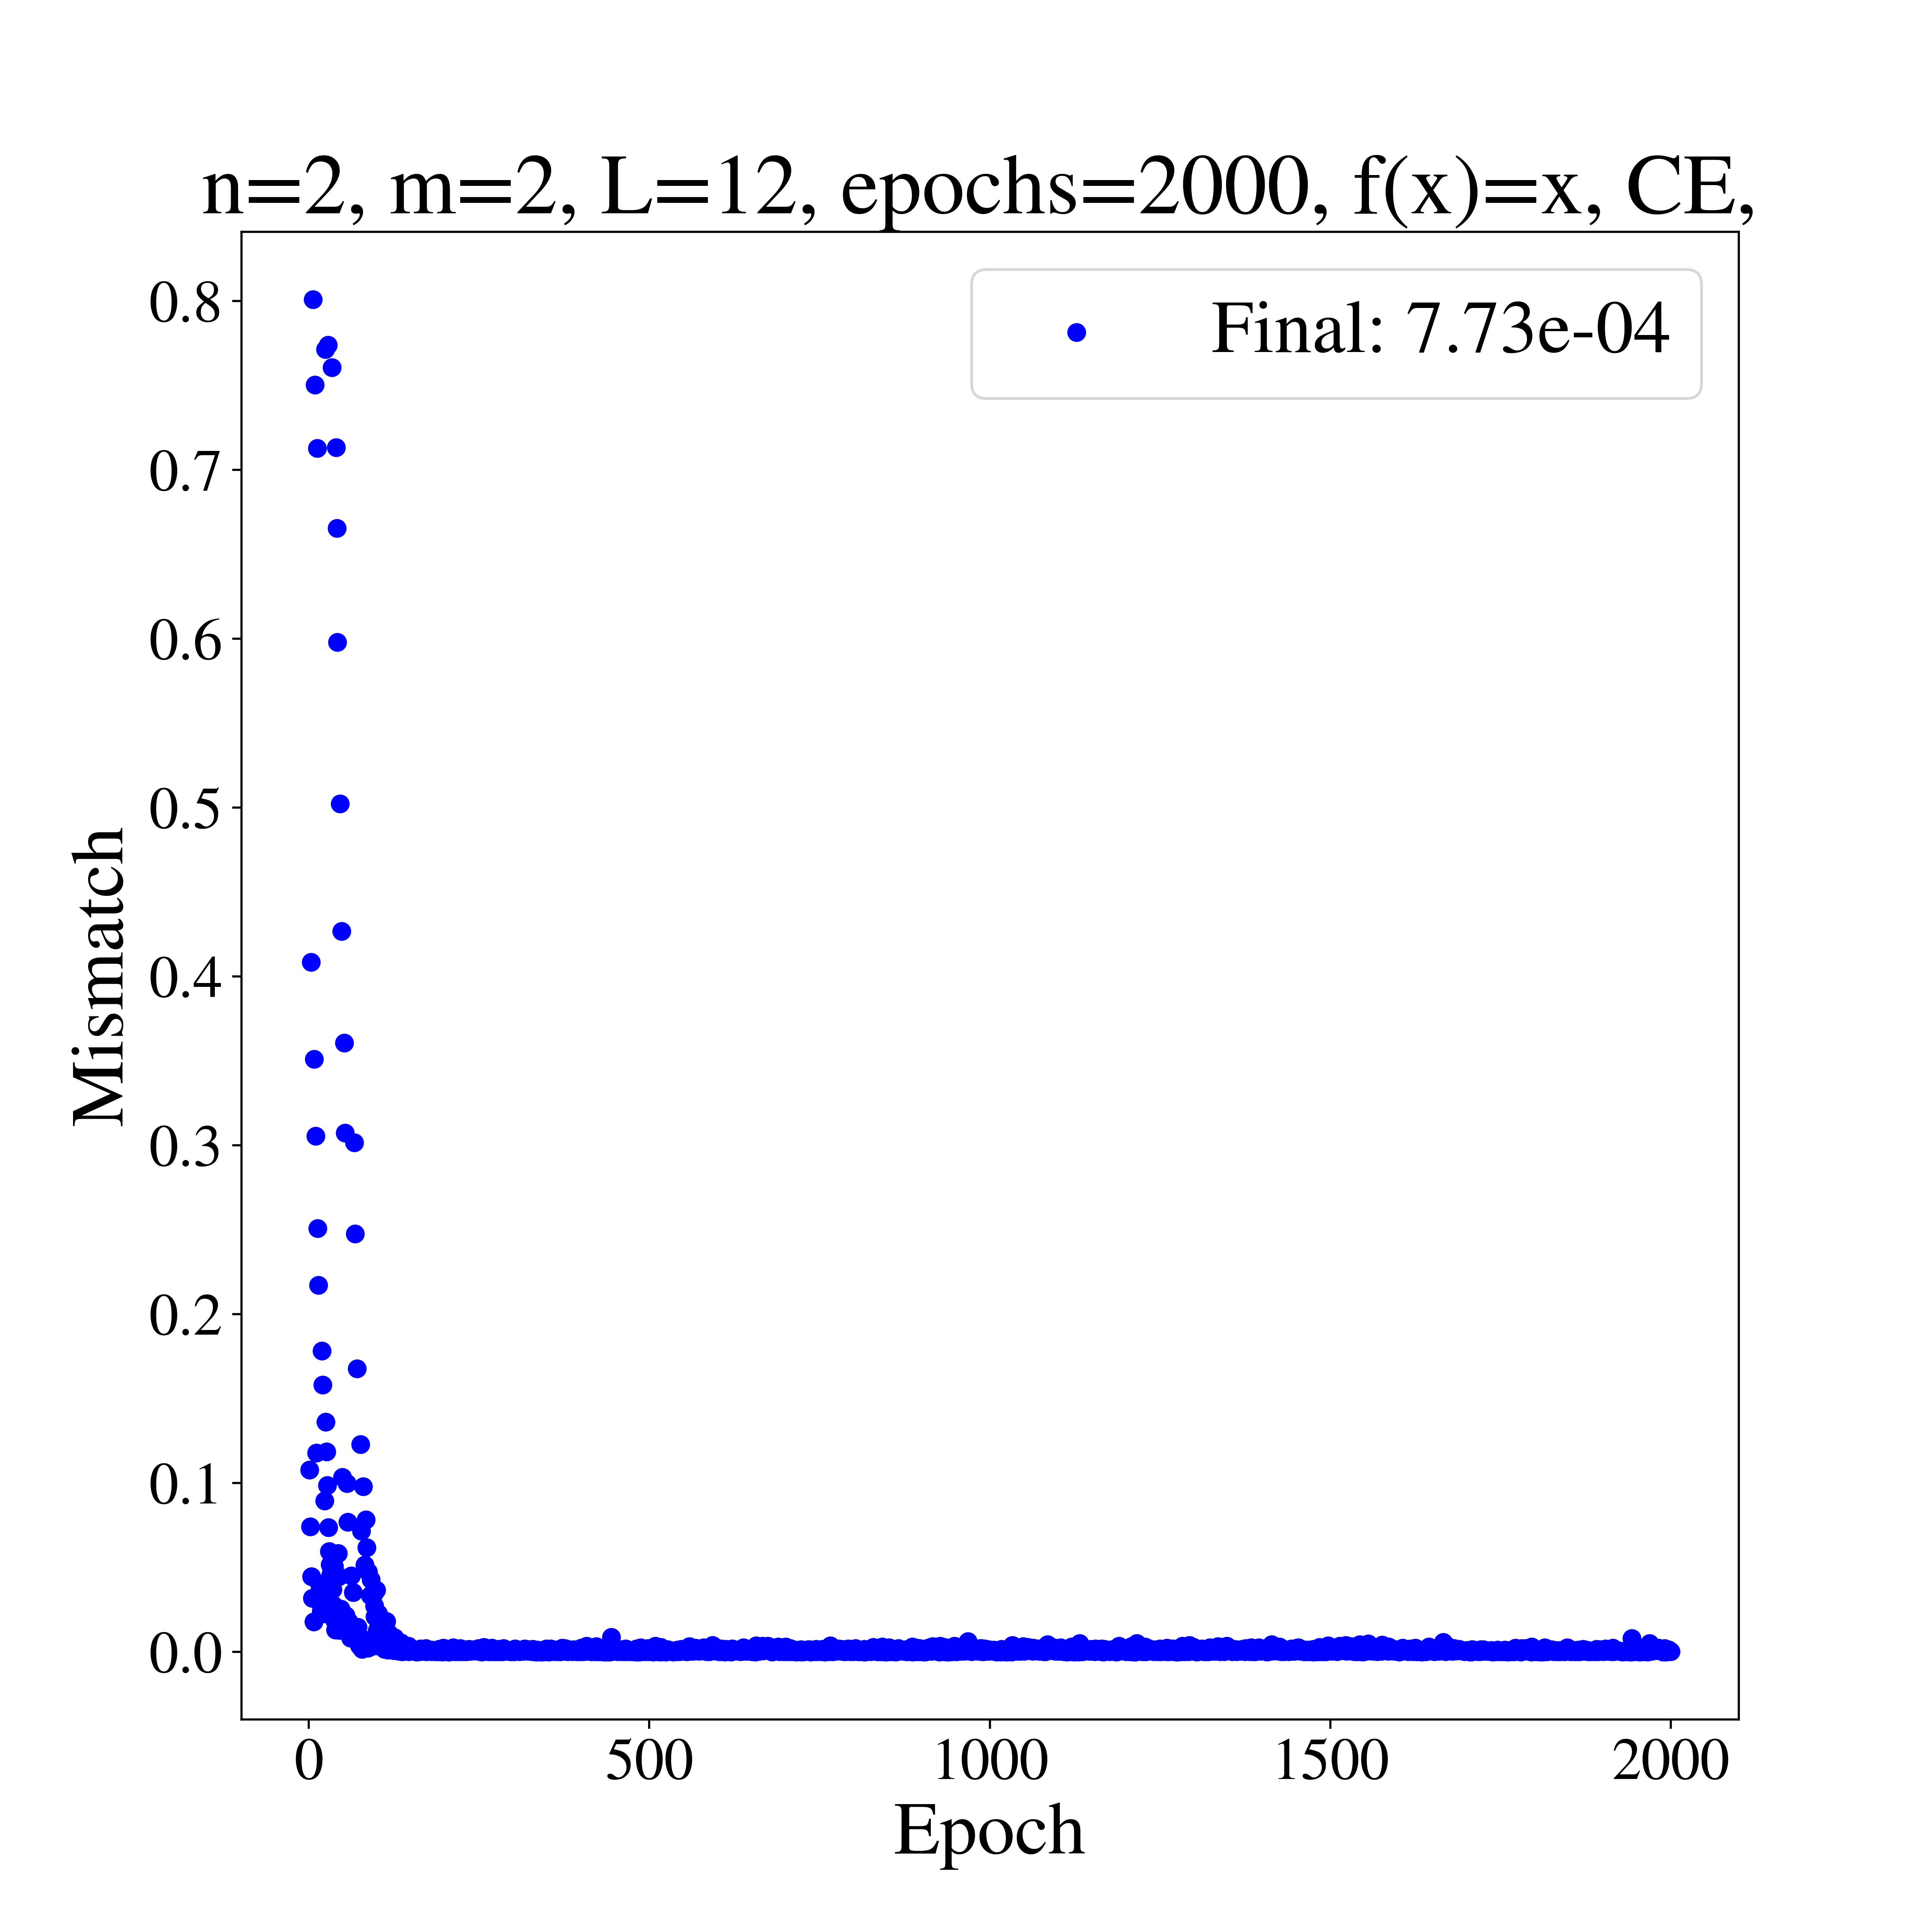 n=2, m=2, L=12, epochs=2000, f(x)=x, CE,
Final: 7.73e-04
0.8
0.7
0.6
0.5
0.4
0.3
0.2
0.1
0.0
Mismatch
0 500 1000 1500 2000
Epoch